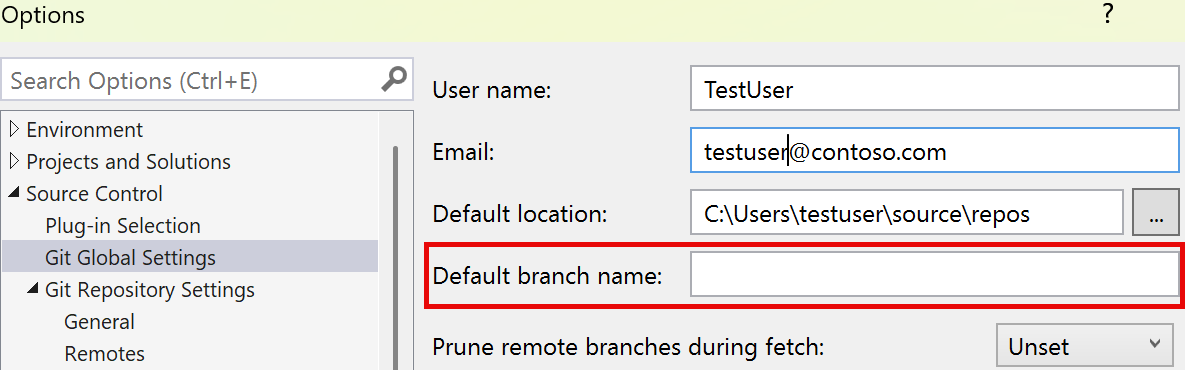 Options
?
Search Options (Ctrl+E)
Environment
Projects and Solutions
Source Control
Plug-in Selection
Git Global Settings
Git Repository Settings
General
Remotes
User name:
TestUser
Email:
testuser@contoso.com
Default location:
C:\Users\testuser\source\repos
...
Default branch name:
Prune remote branches during fetch:
Unset